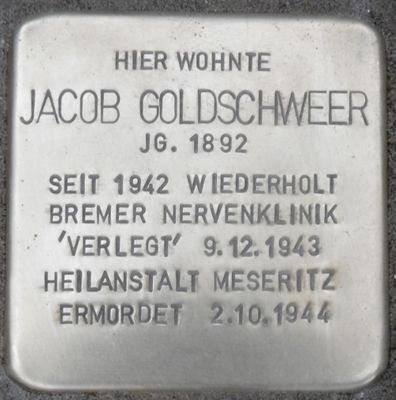 HIER WOHNTE
JACOB GOLDSCHWEER
JG. 1892
SEIT 1942 WIEDERHOLT
BREMER NERVENKLINIK
'VERLEGT' 9.12.1943
HEILANSTALT MESERITZ
ERMORDET 2.10.1944